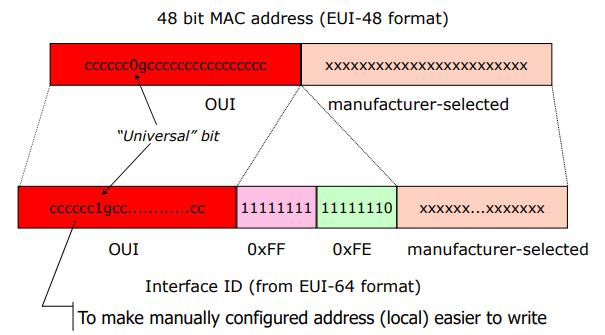 48 bit MAC address (EUI-48 format)
cccccc0gcccccccccccccccc xxxxxxxxxxxxxxxxxxxxxxxx
OUI manufacturer-selected
“Universal” bit
cccccc1gcc............cc 11111111 11111110 xxxxxx...xxxxxxx
OUI 0xFF 0xFE manufacturer-selected
Interface ID (from EUI-64 format)
To make manually configured address (local) easier to write